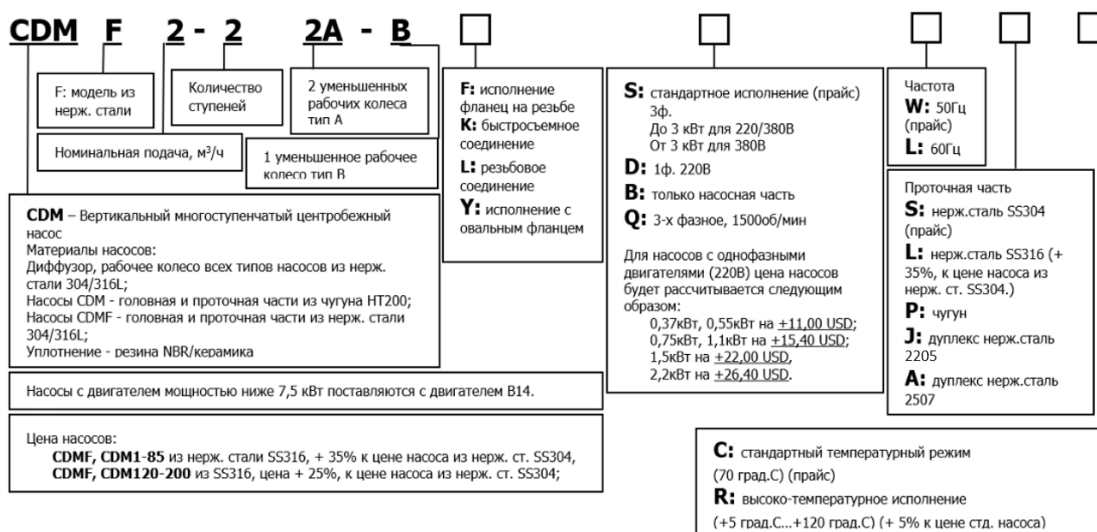 CDM F 2 - 2 2A - B
F: модель из
нерж. стали
Количество
ступеней
2 уменьшенных
рабочих колеса
тип А
Номинальная подача, м³/ч
1 уменьшенное рабочее
колесо тип В
CDM – Вертикальный многоступенчатый центробежный
насос
Материалы насосов:
Диффузор, рабочее колесо всех типов насосов из нерж.
стали 304/316L;
Насосы CDM - головная и проточная части из чугуна HT200;
Насосы CDMF - головная и проточная части из нерж. стали
304/316L;
Уплотнение - резина NBR/керамика
Насосы с двигателем мощностью ниже 7,5 кВт поставляются с двигателем В14.
Цена насосов:
CDMF, CDM1-85 из нерж. стали SS316, + 35% к цене насоса из нерж. ст. SS304,
CDMF, CDM120-200 из SS316, цена + 25%, к цене насоса из нерж. ст. SS304;
F: исполнение
фланец на резьбе
K: быстросъемное
соединение
L: резьбовое
соединение
Y: исполнение с
овальным фланцем
S: стандартное исполнение (прайс)
3ф.
До 3 кВт для 220/380В
От 3 кВт для 380В
D: 1ф. 220В
B: только насосная часть
Q: 3-х фазное, 1500об/мин
Для насосов с однофазными
двигателями (220В) цена насосов
будет рассчитывается следующим
образом:
0,37кВт, 0,55кВт на +11,00 USD;
0,75кВт, 1,1кВт на +15,40 USD;
1,5кВт на +22,00 USD,
2,2кВт на +26,40 USD.
Частота
W: 50Гц
(прайс)
L: 60Гц
Проточная часть
S: нерж.сталь SS304
(прайс)
L: нерж.сталь SS316 (+
35%, к цене насоса из
нерж. ст. SS304.)
P: чугун
J: дуплекс нерж.сталь
2205
A: дуплекс нерж.сталь
2507
C: стандартный температурный режим
(70 град.С) (прайс)
R: высоко-температурное исполнение
(+5 град.С...+120 град.С) (+ 5% к цене стд. насоса)